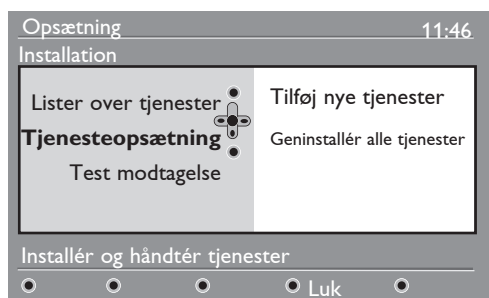 Opsætning 11:46
Installation
Lister over tjenester
Tjenesteopsætning
Test modtagelse
Tilføj nye tjenester
Geninstallér alle tjenester
Installér og håndtér tjenester
Luk